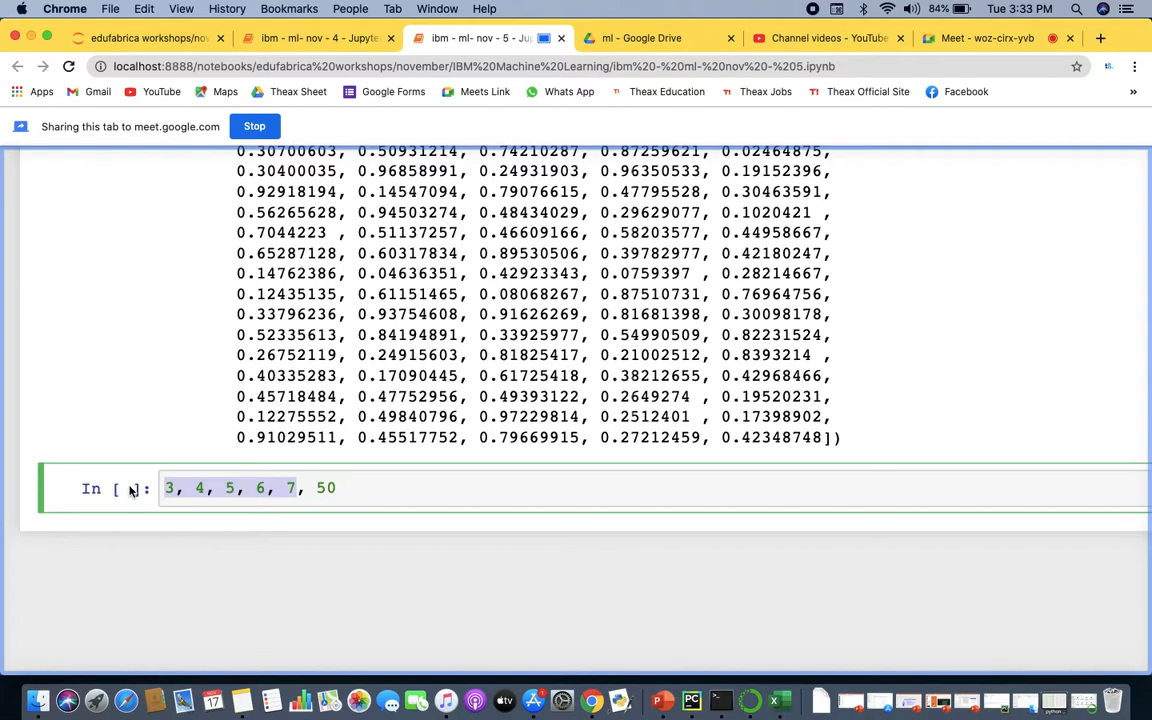 Chrome File Edit View History Bookmarks People Tab Window Help 84% Tue 3:33 PM
edufabrica workshops/nov ibm - ml- nov - 4 - Jupyte ibm - ml - nov - 5 - Ju ml - Google Drive Channel videos - YouTube Meet - woz-cirx-yvb
localhost:8888/notebooks/edufabrica%20workshops/november/IBM%20Machine%20Learning/ibm%20-%20ml-%20nov%20-%205.ipynb
Apps Gmail YouTube Maps Theax Sheet Google Forms Meets Link Whats App Theax Education Theax Jobs Theax Official Site Facebook »
Sharing this tab to meet.google.com Stop
0.30700603, 0.50931214, 0.74210287, 0.87259621, 0.02464875,
0.30400035, 0.96858991, 0.24931903, 0.96350533, 0.19152396,
0.92918194, 0.14547094, 0.79076615, 0.47795528, 0.30463591,
0.56265628, 0.94503274, 0.48434029, 0.29629077, 0.1020421 ,
0.7044223 , 0.51137257, 0.46609166, 0.58203577, 0.44958667,
0.65287128, 0.60317834, 0.89530506, 0.39782977, 0.42180247,
0.14762386, 0.04636351, 0.42923343, 0.0759397 , 0.28214667,
0.12435135, 0.61151465, 0.08068267, 0.87510731, 0.76964756,
0.33796236, 0.93754608, 0.91626269, 0.81681398, 0.30098178,
0.52335613, 0.84194891, 0.33925977, 0.54990509, 0.82231524,
0.26752119, 0.24915603, 0.81825417, 0.21002512, 0.8393214 ,
0.40335283, 0.17090445, 0.61725418, 0.38212655, 0.42968466,
0.45718484, 0.47752956, 0.49393122, 0.2649274 , 0.19520231,
0.12275552, 0.49840796, 0.97229814, 0.2512401 , 0.17398902,
0.91029511, 0.45517752, 0.79669915, 0.27212459, 0.42348748])
In [ ]: 3, 4, 5, 6, 7, 50